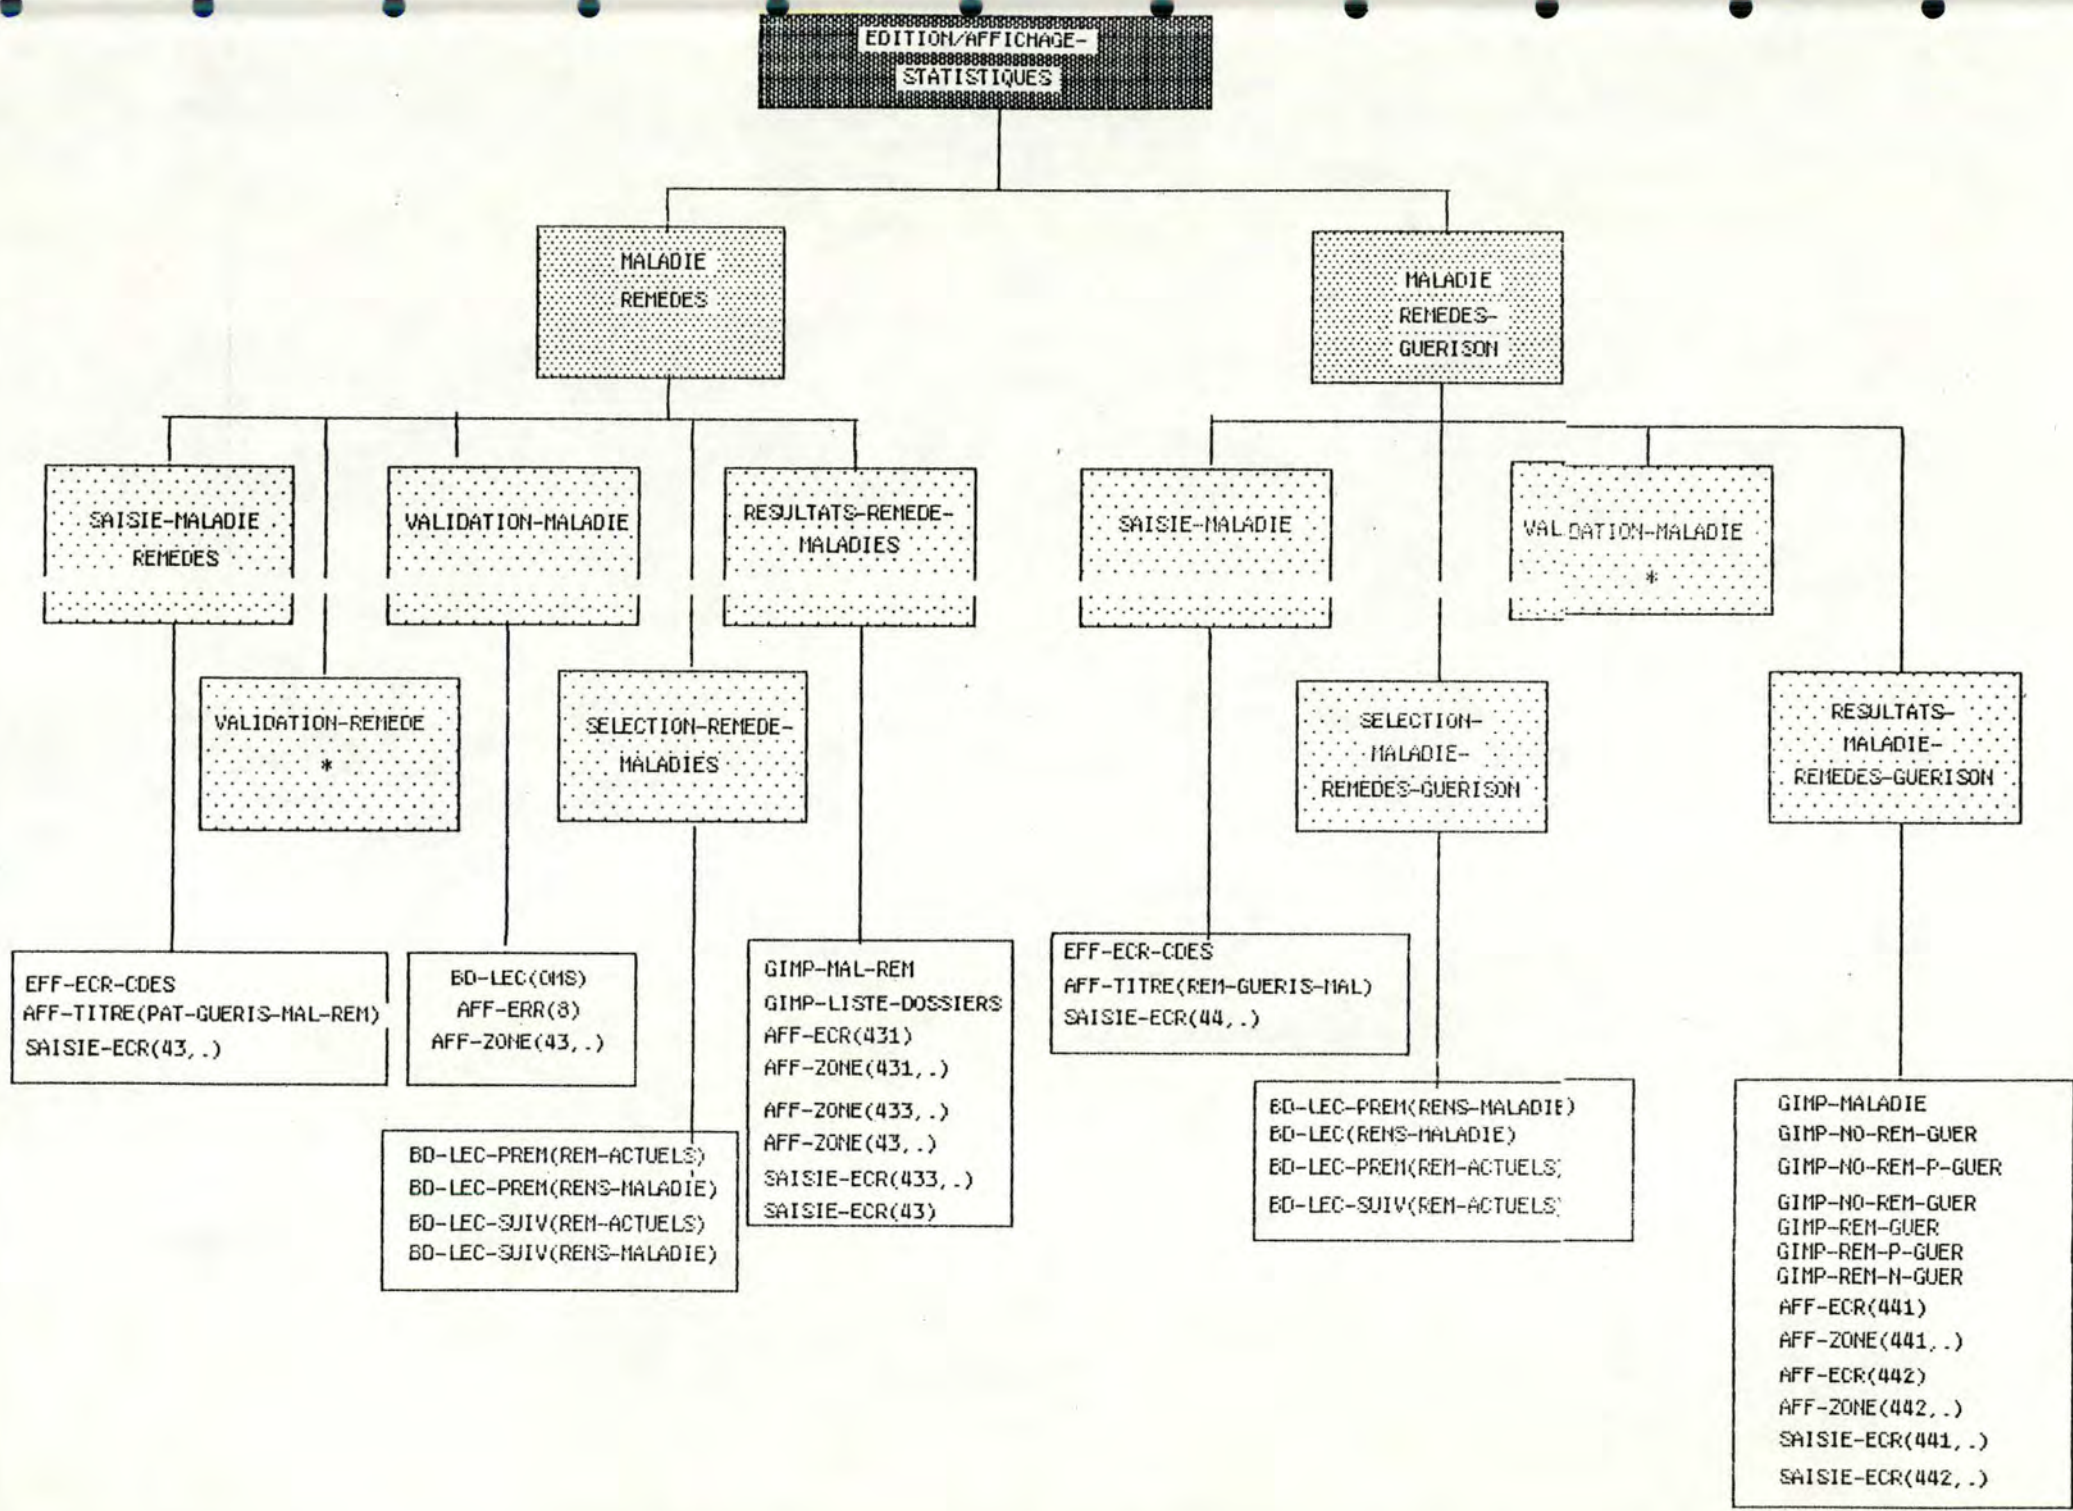 EDITION/AFFICHAGE-
STATISTIQUES
MALADIE
REMEDES
MALADIE
REMEDES-
GUERISON
SAISIE-MALADIE
REMEDES
VALIDATION-MALADIE
RESULTATS-REMEDE-
MALADIES
SAISIE-MALADIE
VALIDATION-MALADIE
*
VALIDATION-REMEDE
*
SELECTION-REMEDE-
MALADIES
SELECTION-
MALADIE-
REMEDES-GUERISON
RESULTATS-
MALADIE-
REMEDES-GUERISON
EFF-ECR-CDES
AFF-TITRE(PAT-GUERIS-MAL-REM)
SAISIE-ECR(43,.)
BD-LEC(OMS)
AFF-ERR(8)
AFF-ZONE(43,.)
BD-LEC-PREM(REM-ACTUELS)
BD-LEC-PREM(RENS-MALADIE)
BD-LEC-SUIV(REM-ACTUELS)
BD-LEC-SUIV(RENS-MALADIE)
GIMP-MAL-REM
GIMP-LISTE-DOSSIERS
AFF-ECR(431)
AFF-ZONE(431,.)
AFF-ZONE(433,.)
AFF-ZONE(43,.)
SAISIE-ECR(433,.)
SAISIE-ECR(43)
EFF-ECR-CDES
AFF-TITRE(REM-GUERIS-MAL)
SAISIE-ECR(44,.)
BD-LEC-PREM(RENS-MALADIE)
BD-LEC(RENS-MALADIE)
BD-LEC-PREM(REM-ACTUELS)
BD-LEC-SUIV(REM-ACTUELS)
GIMP-MALADIE
GIMP-NO-REM-GUER
GIMP-NO-REM-P-GUER
GIMP-NO-REM-GUER
GIMP-REM-GUER
GIMP-REM-P-GUER
GIMP-REM-N-GUER
AFF-ECR(441)
AFF-ZONE(441,.)
AFF-ECR(442)
AFF-ZONE(442,.)
SAISIE-ECR(441,.)
SAISIE-ECR(442,.)